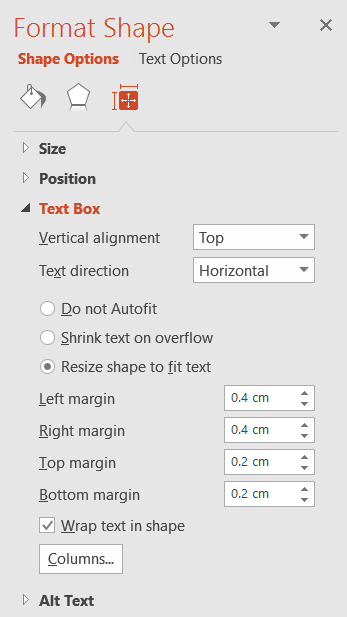 Format Shape
Shape Options Text Options
Size
Position
Text Box
Vertical alignment Top
Text direction Horizontal
Do not Autofit
Shrink text on overflow
Resize shape to fit text
Left margin 0.4 cm
Right margin 0.4 cm
Top margin 0.2 cm
Bottom margin 0.2 cm
Wrap text in shape
Columns...
Alt Text